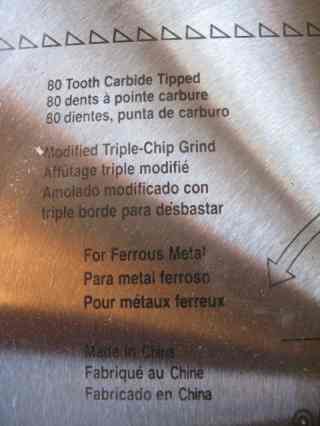 80 Tooth Carbide Tipped
80 dents à pointe carbure
80 dientes, punta de carburo
Modified Triple-Chip Grind
Affûtage triple modifié
Amolado modificado con
triple borde para desbastar
For Ferrous Metal
Para metal ferroso
Pour métaux ferreux
Made in China
Fabriqué au Chine
Fabricado en China